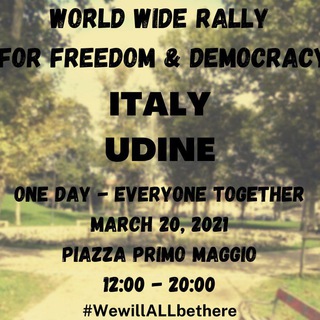 WORLD WIDE RALLY
FOR FREEDOM & DEMOCRACY
ITALY
UDINE
ONE DAY - EVERYONE TOGETHER
MARCH 20, 2021
PIAZZA PRIMO MAGGIO
12:00 - 20:00
#WewillALLbethere